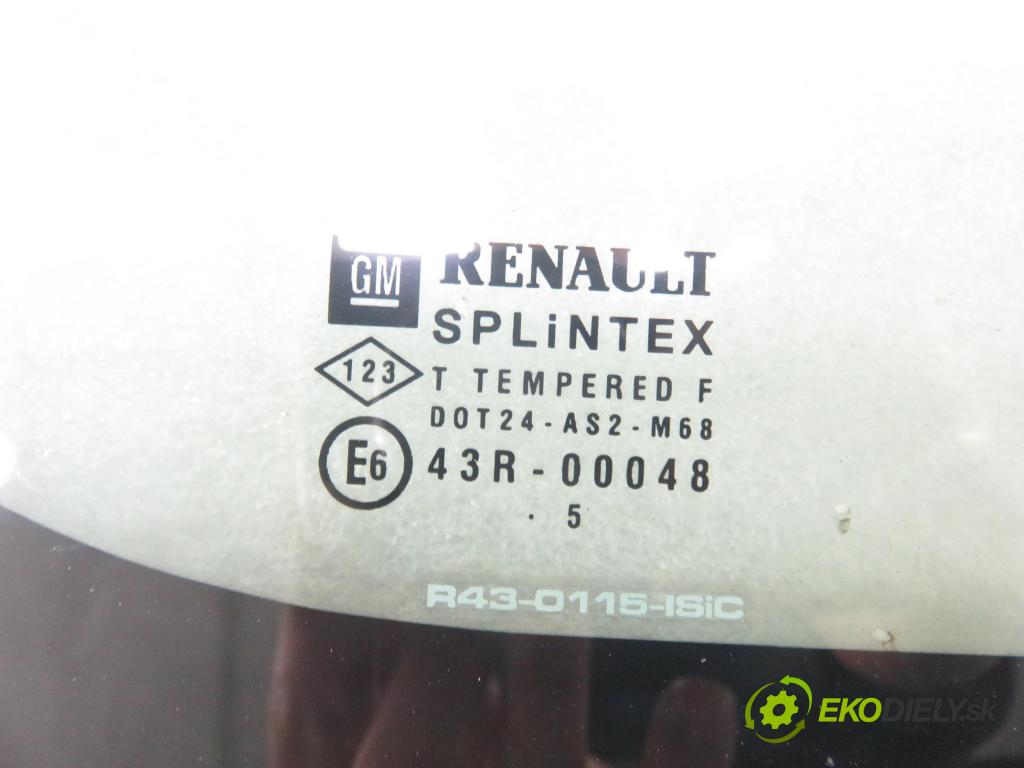 GM RENAULT
SPLiNTEX
123 T TEMPERED F
DOT24-AS2-M68
E6 43R-00048
. 5
R43-0115-ISiC
EKODIELY.sk